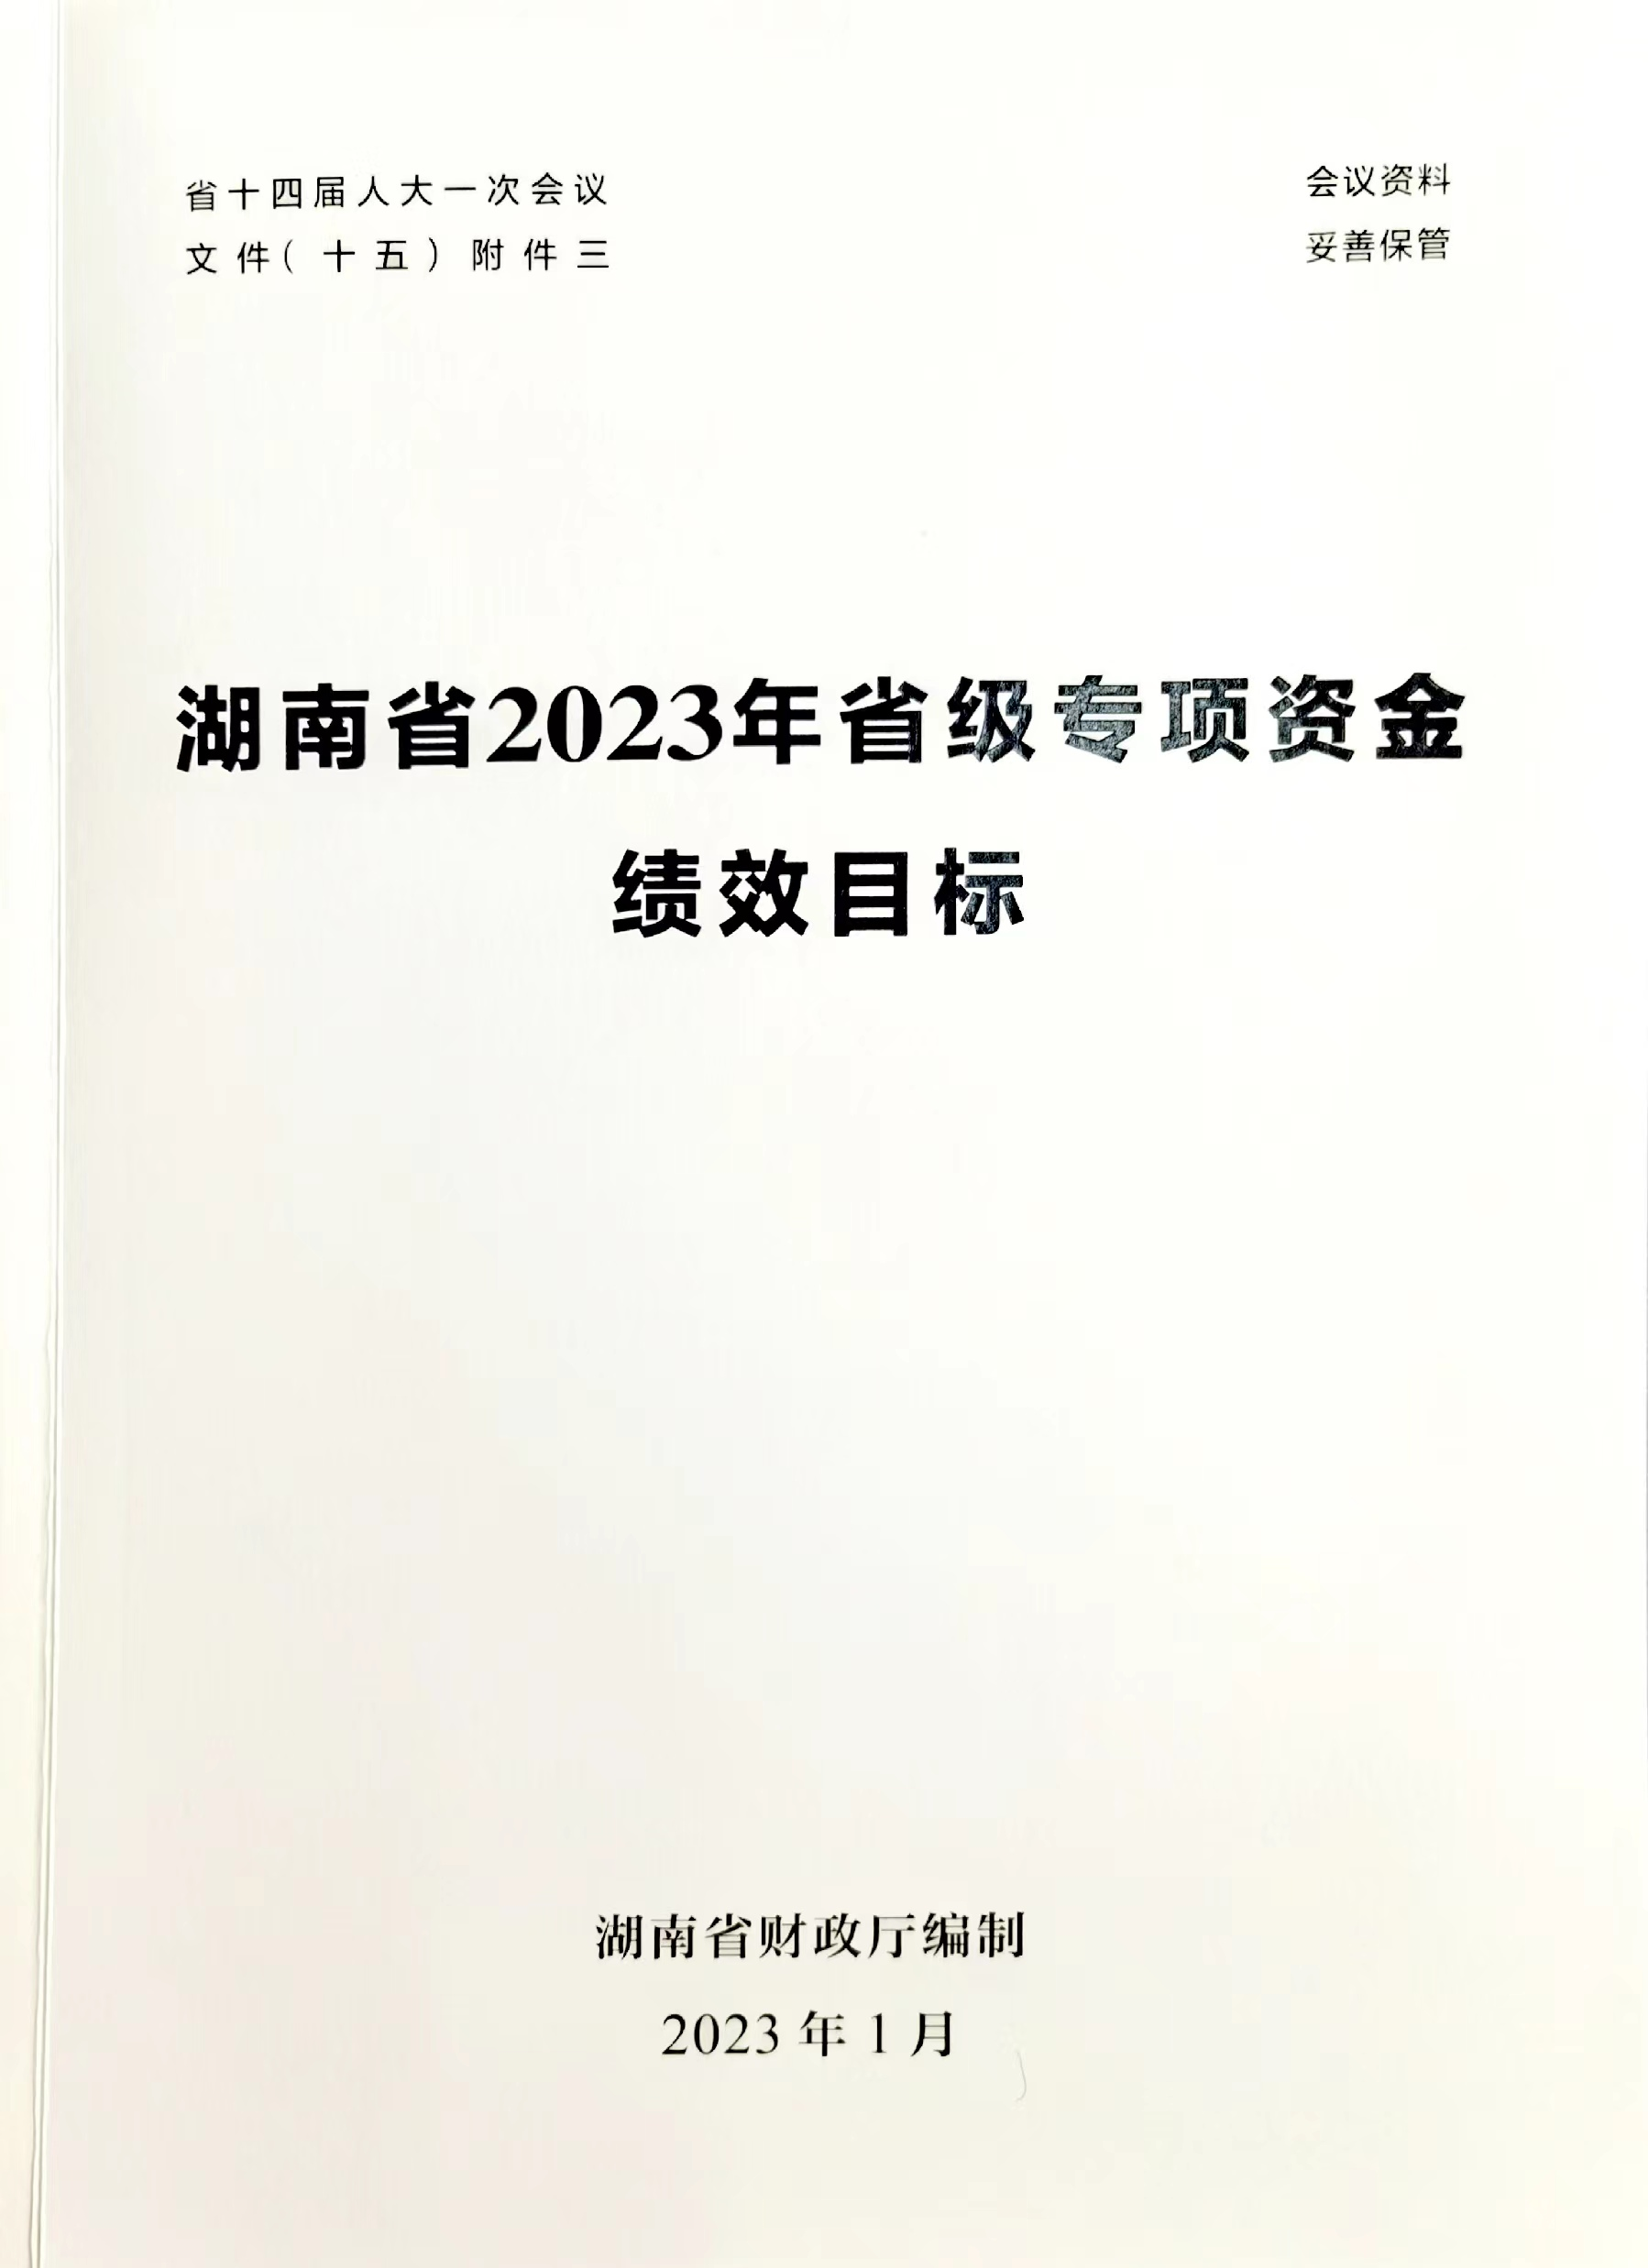 省十四届人大一次会议
文件（十五）附件三
会议资料
妥善保管
湖南省2023年省级专项资金
绩效目标
湖南省财政厅编制
2023年1月